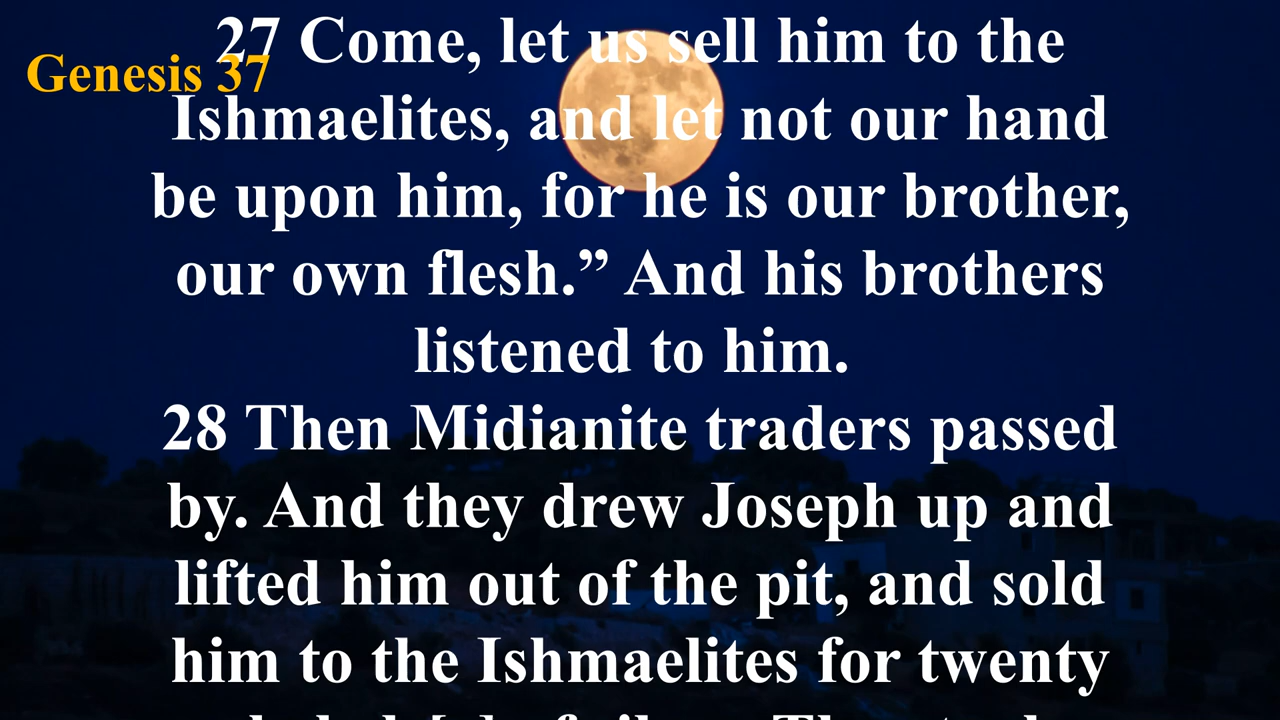 27 Come, let us sell him to the
Genesis 37
Ishmaelites, and let not our hand
be upon him, for he is our brother,
our own flesh.” And his brothers
listened to him.
28 Then Midianite traders passed
by. And they drew Joseph up and
lifted him out of the pit, and sold
him to the Ishmaelites for twenty